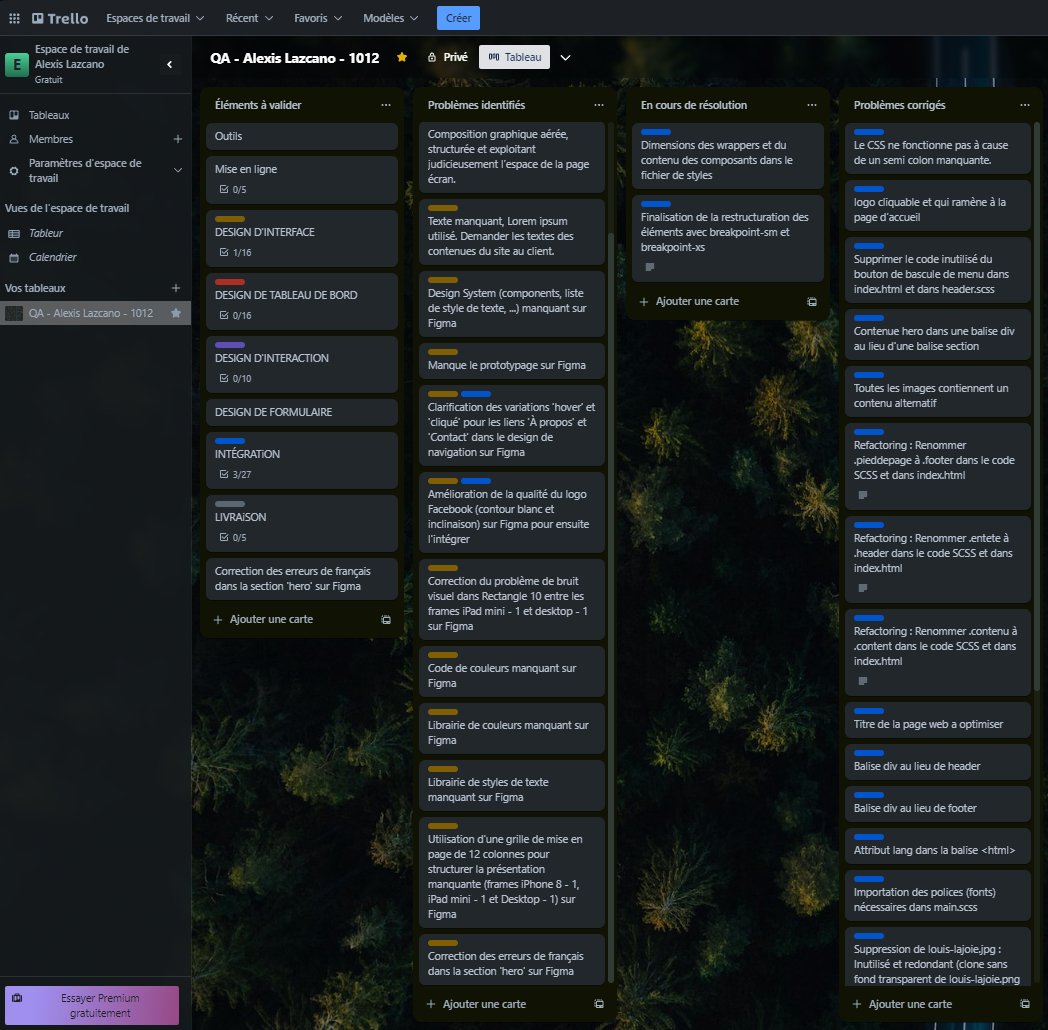 Trello
Espaces de travail
Récent
Favoris
Modèles
Créer
E
Espace de travail de
Alexis Lazcano
Gratuit
Tableaux
Membres
Paramètres d'espace de
travail
Vues de l'espace de travail
Tableur
Calendrier
Vos tableaux
QA - Alexis Lazcano - 1012
Essayer Premium
gratuitement
QA - Alexis Lazcano - 1012
Privé
Tableau
Éléments à valider
Outils
Mise en ligne
0/5
DESIGN D'INTERFACE
1/16
DESIGN DE TABLEAU DE BORD
0/16
DESIGN D'INTERACTION
0/10
DESIGN DE FORMULAIRE
INTÉGRATiON
3/27
LIVRAiSON
0/5
Correction des erreurs de français
dans la section 'hero' sur Figma
Ajouter une carte
Problèmes identifiés
Composition graphique aérée,
structurée et exploitant
judicieusement l'espace de la page
écran.
Texte manquant, Lorem ipsum
utilisé. Demander les textes des
contenues du site au client.
Design System (components, liste
de style de texte, ...) manquant sur
Figma
Manque le prototypage sur Figma
Clarification des variations 'hover' et
'cliqué' pour les liens 'À propos' et
'Contact' dans le design de
navigation sur Figma
Amélioration de la qualité du logo
Facebook (contour blanc et
inclinaison) sur Figma pour ensuite
l'intégrer
Correction du problème de bruit
visuel dans Rectangle 10 entre les
frames iPad mini - 1 et desktop - 1
sur Figma
Code de couleurs manquant sur
Figma
Librairie de couleurs manquant sur
Figma
Librairie de styles de texte
manquant sur Figma
Utilisation d'une grille de mise en
page de 12 colonnes pour
structurer la présentation
manquante (frames iPhone 8 - 1,
iPad mini - 1 et Desktop - 1) sur
Figma
Correction des erreurs de français
dans la section 'hero' sur Figma
Ajouter une carte
En cours de résolution
Dimensions des wrappers et du
contenu des composants dans le
fichier de styles
Finalisation de la restructuration des
éléments avec breakpoint-sm et
breakpoint-xs
Ajouter une carte
Problèmes corrigés
Le CSS ne fonctionne pas à cause
de un semi colon manquante.
logo cliquable et qui ramène à la
page d'accueil
Supprimer le code inutilisé du
bouton de bascule de menu dans
index.html et dans header.scss
Contenue hero dans une balise div
au lieu d'une balise section
Toutes les images contiennent un
contenu alternatif
Refactoring : Renommer
.pieddepage à .footer dans le code
SCSS et dans index.html
Refactoring : Renommer .entete à
.header dans le code SCSS et dans
index.html
Refactoring : Renommer .contenu à
.content dans le code SCSS et dans
index.html
Titre de la page web a optimiser
Balise div au lieu de header
Balise div au lieu de footer
Attribut lang dans la balise <html>
Importation des polices (fonts)
nécessaires dans main.scss
Suppression de louis-lajoie.jpg :
Inutilisé et redondant (clone sans
fond transparent de louis-lajoie.png
Ajouter une carte